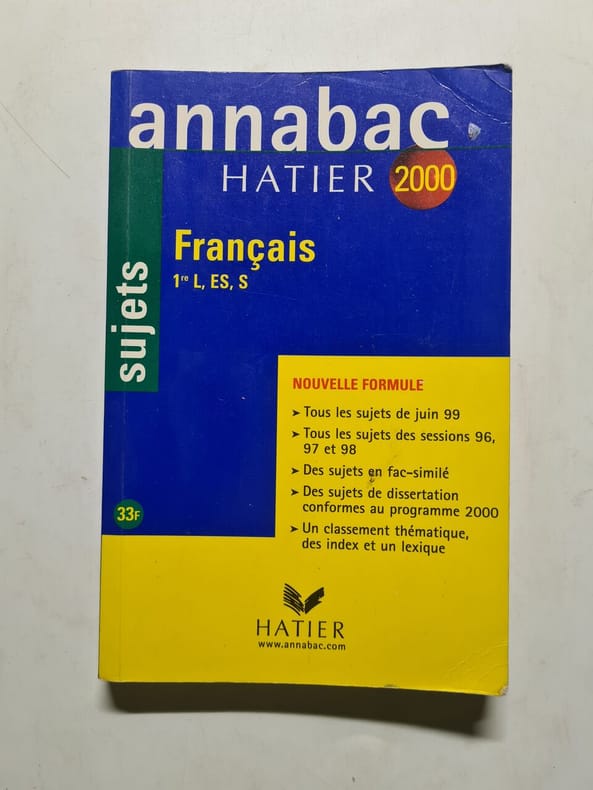 annabac
HATIER 2000
sujets
Français
1re L, ES, S
NOUVELLE FORMULE
➤ Tous les sujets de juin 99
➤ Tous les sujets des sessions 96,
97 et 98
➤ Des sujets en fac-similé
➤ Des sujets de dissertation
conformes au programme 2000
➤ Un classement thématique,
des index et un lexique
33F
HATIER
www.annabac.com